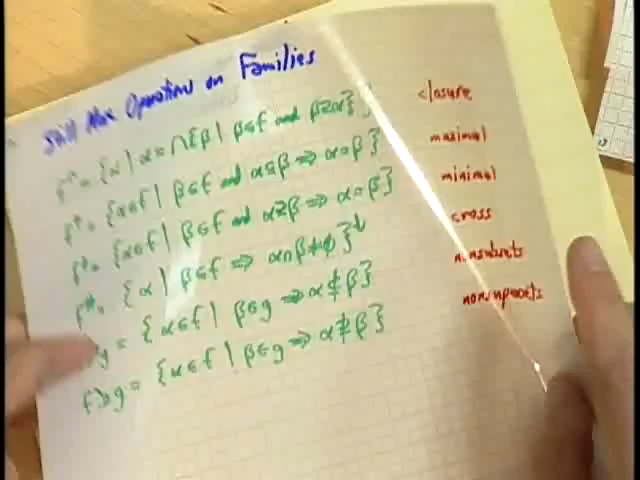 Still More Operations on Families
f^∩ = {α | α = ∩{β | β∈f and β⊇α}} closure
f^↑ = {α∈f | β∈f and α⊆β ⇒ α=β} maximal
f^↓ = {α∈f | β∈f and α⊇β ⇒ α=β} minimal
f^# = {α | β∈f ⇒ α∩β≠∅}^↓ cross
g = {α∈f | β∈g ⇒ α⊄β} nonsubsets
f↘g = {α∈f | β∈g ⇒ α⊉β} nonsupersets